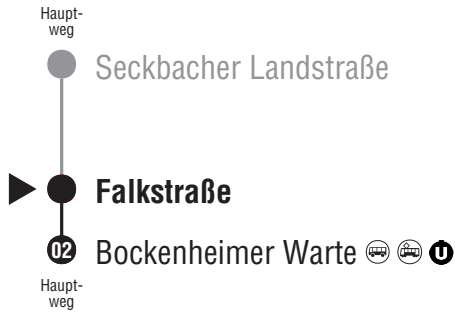 Haupt-
weg
Seckbacher Landstraße
Falkstraße
02 Bockenheimer Warte U
Haupt-
weg